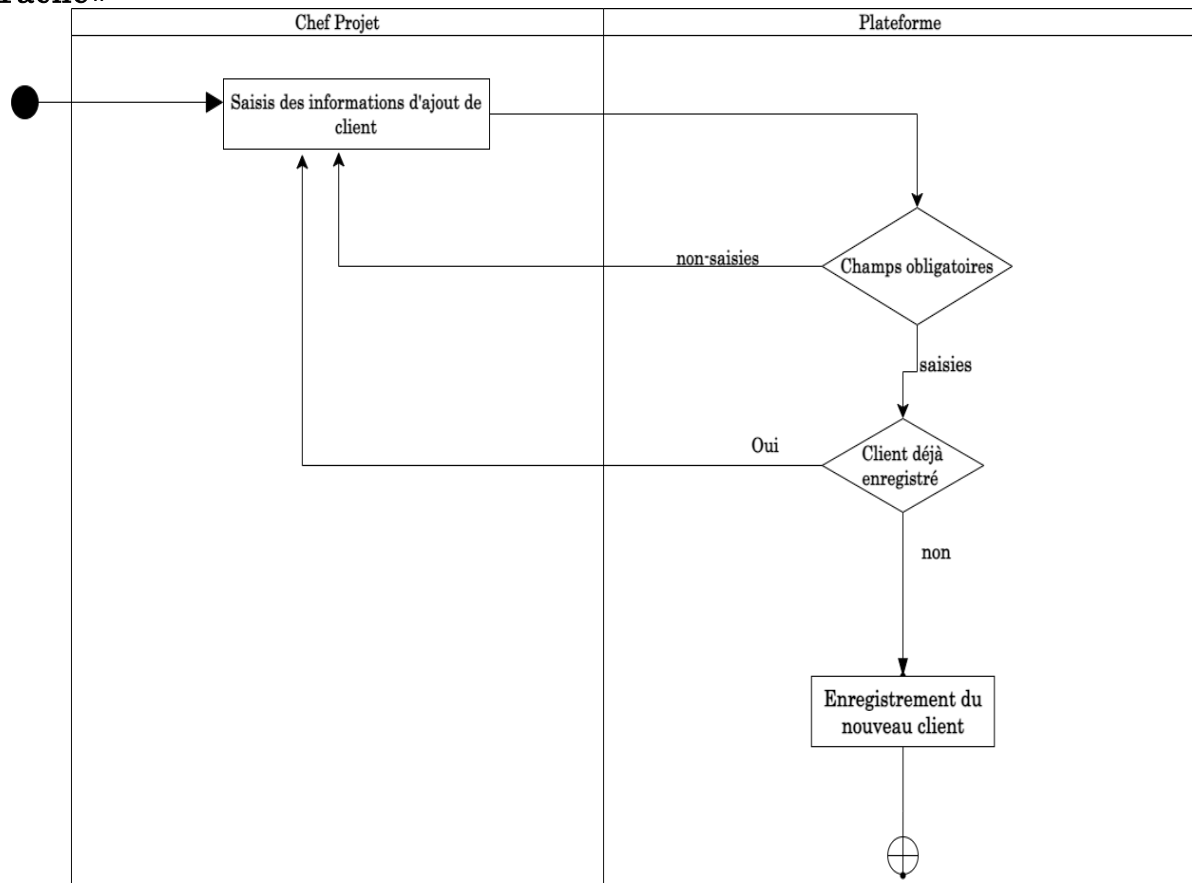 Chef Projet
Plateforme
Saisis des informations d'ajout de
client
non-saisies
Champs obligatoires
saisies
Oui
Client déjà
enregistré
non
Enregistrement du
nouveau client